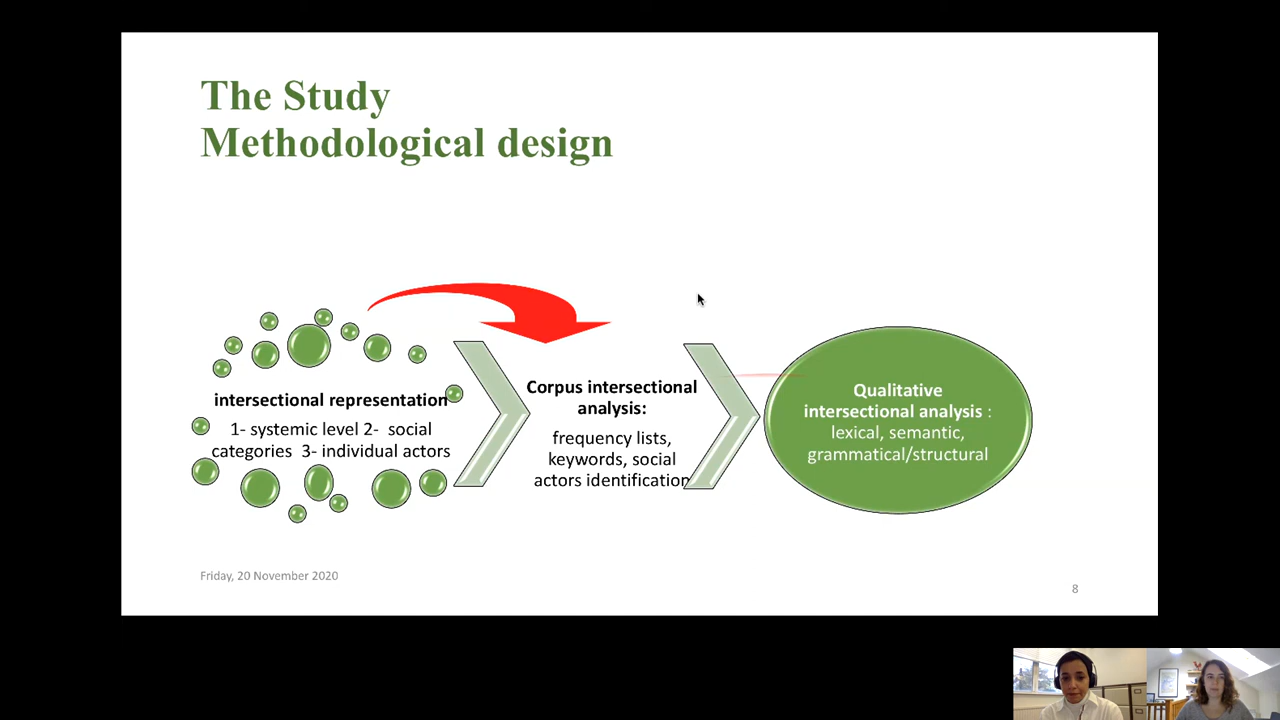 The Study
Methodological design
intersectional representation
1- systemic level 2- social
categories 3- individual actors
Corpus intersectional
analysis:
frequency lists,
keywords, social
actors identification
Qualitative
intersectional analysis :
lexical, semantic,
grammatical/structural
Friday, 20 November 2020
8